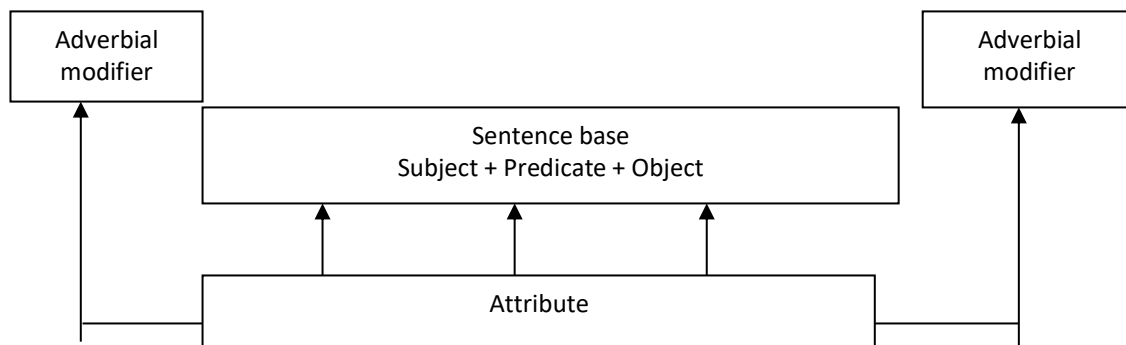 Adverbial
modifier
Adverbial
modifier
Sentence base
Subject + Predicate + Object
Attribute